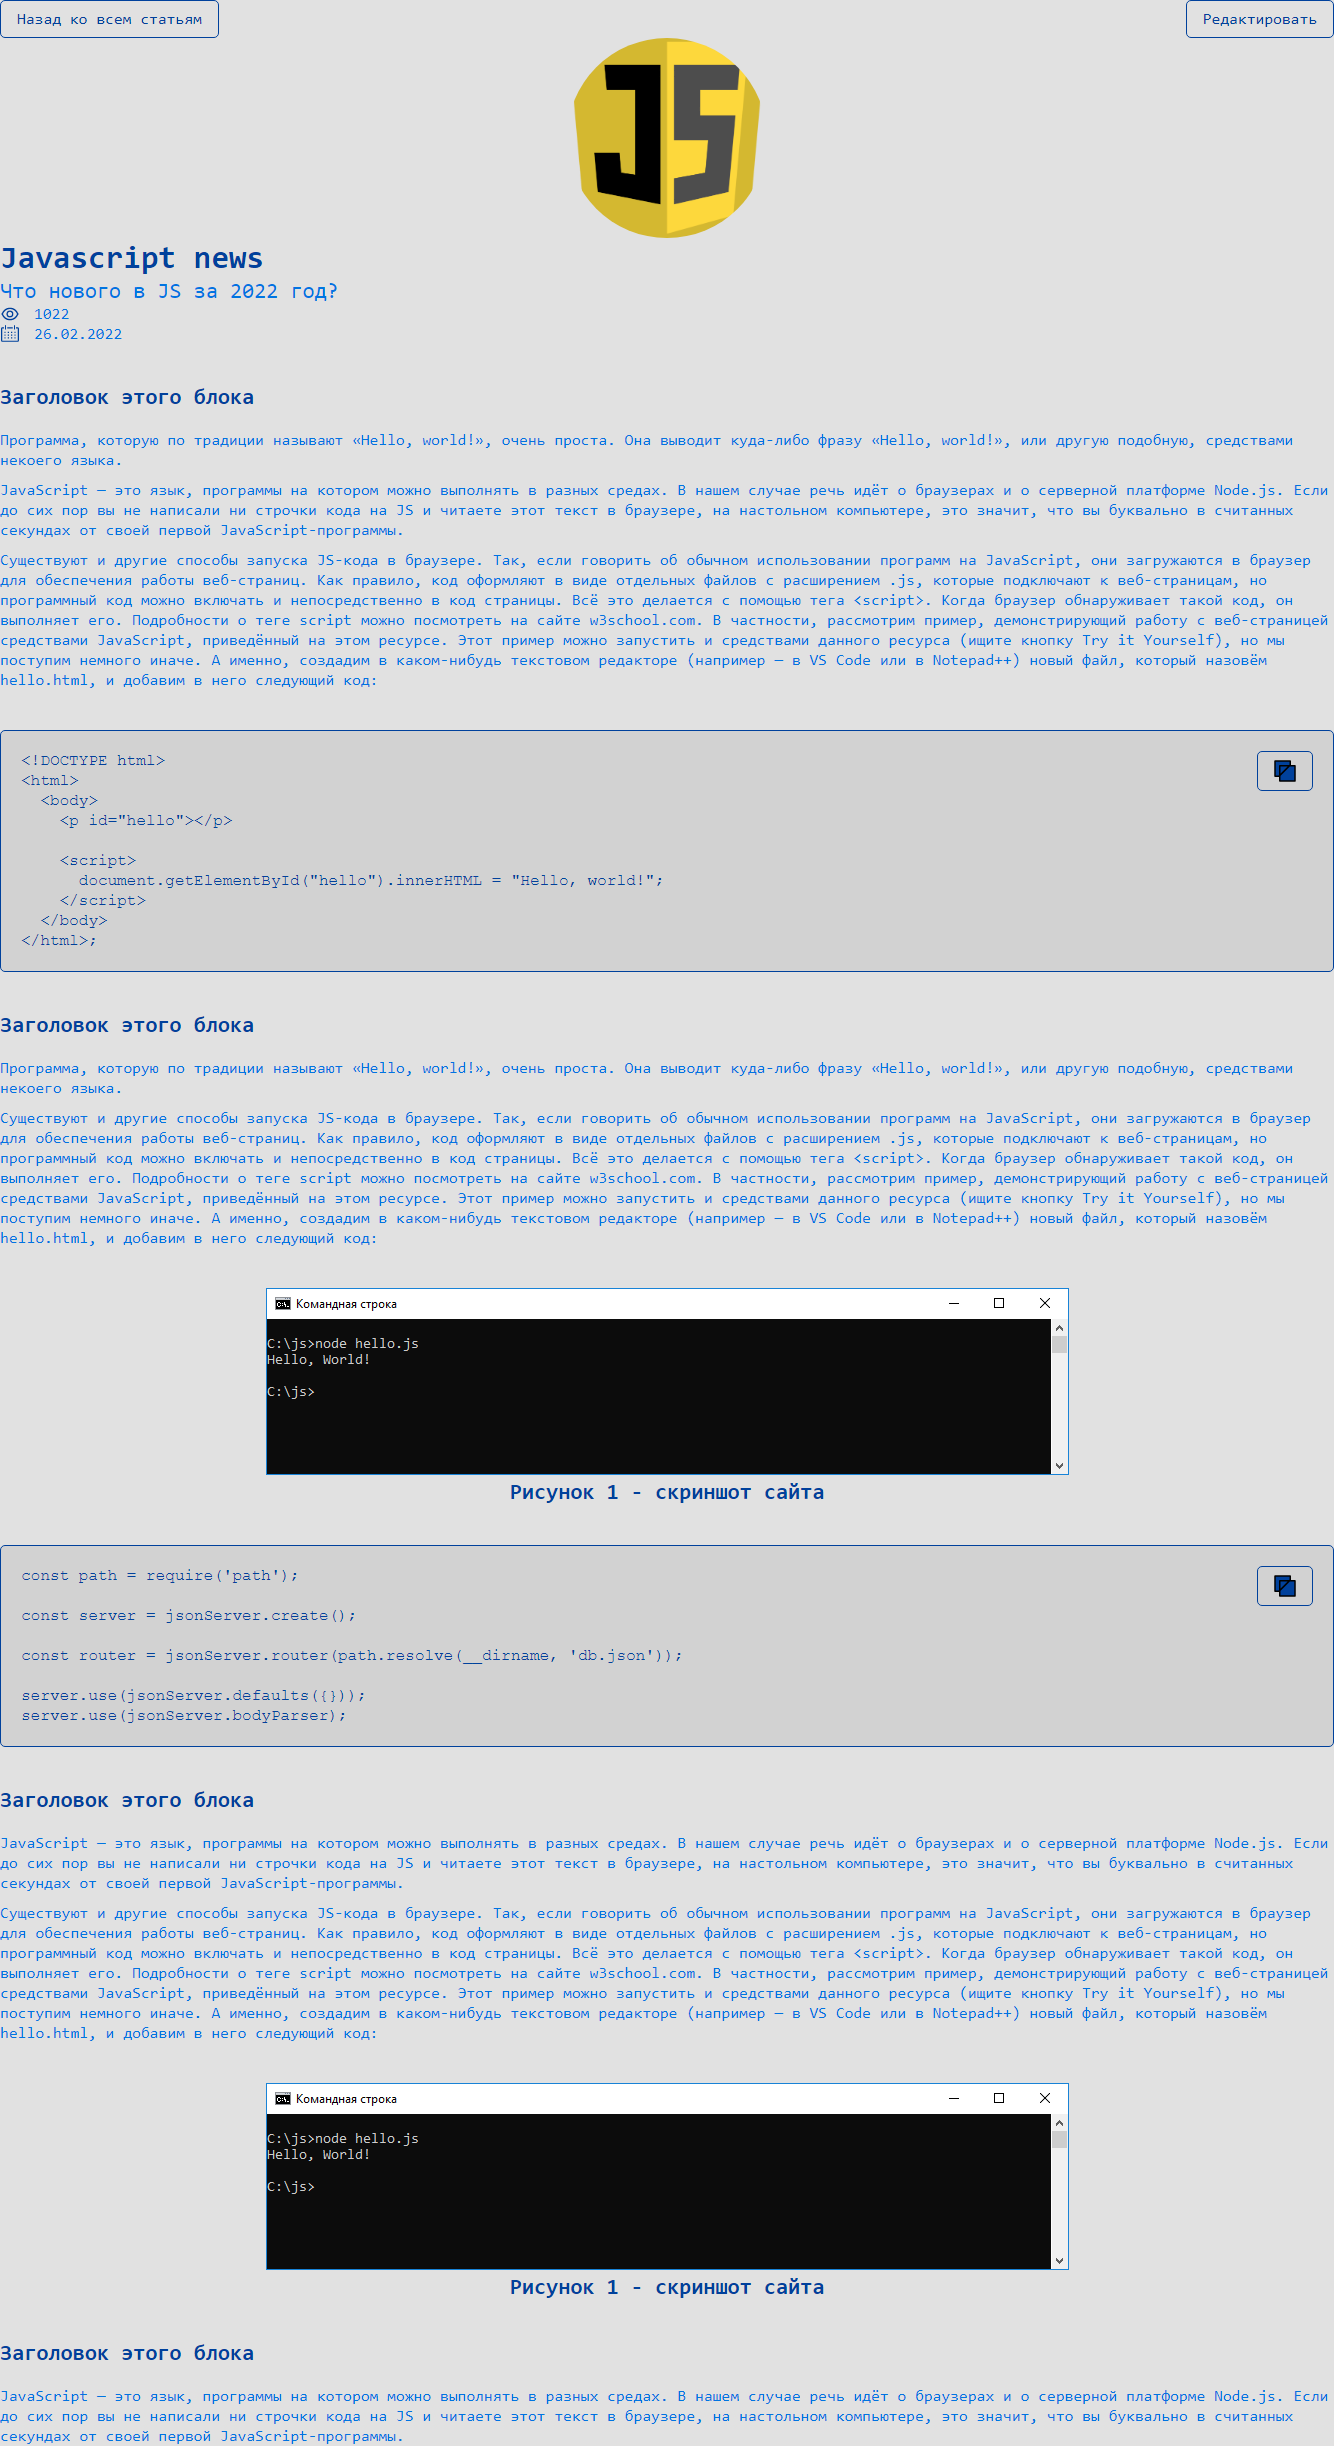 Назад ко всем статьям
Редактировать
JS
Javascript news
Что нового в JS за 2022 год?
1022
26.02.2022
Заголовок этого блока
Программа, которую по традиции называют «Hello, world!», очень проста. Она выводит куда-либо фразу «Hello, world!», или другую подобную, средствами
некоего языка.
JavaScript — это язык, программы на котором можно выполнять в разных средах. В нашем случае речь идёт о браузерах и о серверной платформе Node.js. Если
до сих пор вы не написали ни строчки кода на JS и читаете этот текст в браузере, на настольном компьютере, это значит, что вы буквально в считанных
секундах от своей первой JavaScript-программы.
Существуют и другие способы запуска JS-кода в браузере. Так, если говорить об обычном использовании программ на JavaScript, они загружаются в браузер
для обеспечения работы веб-страниц. Как правило, код оформляют в виде отдельных файлов с расширением .js, которые подключают к веб-страницам, но
программный код можно включать и непосредственно в код страницы. Всё это делается с помощью тега <script>. Когда браузер обнаруживает такой код, он
выполняет его. Подробности о теге script можно посмотреть на сайте w3school.com. В частности, рассмотрим пример, демонстрирующий работу с веб-страницей
средствами JavaScript, приведённый на этом ресурсе. Этот пример можно запустить и средствами данного ресурса (ищите кнопку Try it Yourself), но мы
поступим немного иначе. А именно, создадим в каком-нибудь текстовом редакторе (например — в VS Code или в Notepad++) новый файл, который назовём
hello.html, и добавим в него следующий код:
<!DOCTYPE html>
<html>
  <body>
    <p id="hello"></p>
    <script>
      document.getElementById("hello").innerHTML = "Hello, world!";
    </script>
  </body>
</html>;
Заголовок этого блока
Программа, которую по традиции называют «Hello, world!», очень проста. Она выводит куда-либо фразу «Hello, world!», или другую подобную, средствами
некоего языка.
Существуют и другие способы запуска JS-кода в браузере. Так, если говорить об обычном использовании программ на JavaScript, они загружаются в браузер
для обеспечения работы веб-страниц. Как правило, код оформляют в виде отдельных файлов с расширением .js, которые подключают к веб-страницам, но
программный код можно включать и непосредственно в код страницы. Всё это делается с помощью тега <script>. Когда браузер обнаруживает такой код, он
выполняет его. Подробности о теге script можно посмотреть на сайте w3school.com. В частности, рассмотрим пример, демонстрирующий работу с веб-страницей
средствами JavaScript, приведённый на этом ресурсе. Этот пример можно запустить и средствами данного ресурса (ищите кнопку Try it Yourself), но мы
поступим немного иначе. А именно, создадим в каком-нибудь текстовом редакторе (например — в VS Code или в Notepad++) новый файл, который назовём
hello.html, и добавим в него следующий код:
Командная строка
C:\js>node hello.js
Hello, World!
C:\js>
Рисунок 1 - скриншот сайта
const path = require('path');
const server = jsonServer.create();
const router = jsonServer.router(path.resolve(__dirname, 'db.json'));
server.use(jsonServer.defaults({}));
server.use(jsonServer.bodyParser);
Заголовок этого блока
JavaScript — это язык, программы на котором можно выполнять в разных средах. В нашем случае речь идёт о браузерах и о серверной платформе Node.js. Если
до сих пор вы не написали ни строчки кода на JS и читаете этот текст в браузере, на настольном компьютере, это значит, что вы буквально в считанных
секундах от своей первой JavaScript-программы.
Существуют и другие способы запуска JS-кода в браузере. Так, если говорить об обычном использовании программ на JavaScript, они загружаются в браузер
для обеспечения работы веб-страниц. Как правило, код оформляют в виде отдельных файлов с расширением .js, которые подключают к веб-страницам, но
программный код можно включать и непосредственно в код страницы. Всё это делается с помощью тега <script>. Когда браузер обнаруживает такой код, он
выполняет его. Подробности о теге script можно посмотреть на сайте w3school.com. В частности, рассмотрим пример, демонстрирующий работу с веб-страницей
средствами JavaScript, приведённый на этом ресурсе. Этот пример можно запустить и средствами данного ресурса (ищите кнопку Try it Yourself), но мы
поступим немного иначе. А именно, создадим в каком-нибудь текстовом редакторе (например — в VS Code или в Notepad++) новый файл, который назовём
hello.html, и добавим в него следующий код:
Командная строка
C:\js>node hello.js
Hello, World!
C:\js>
Рисунок 1 - скриншот сайта
Заголовок этого блока
JavaScript — это язык, программы на котором можно выполнять в разных средах. В нашем случае речь идёт о браузерах и о серверной платформе Node.js. Если
до сих пор вы не написали ни строчки кода на JS и читаете этот текст в браузере, на настольном компьютере, это значит, что вы буквально в считанных
секундах от своей первой JavaScript-программы.